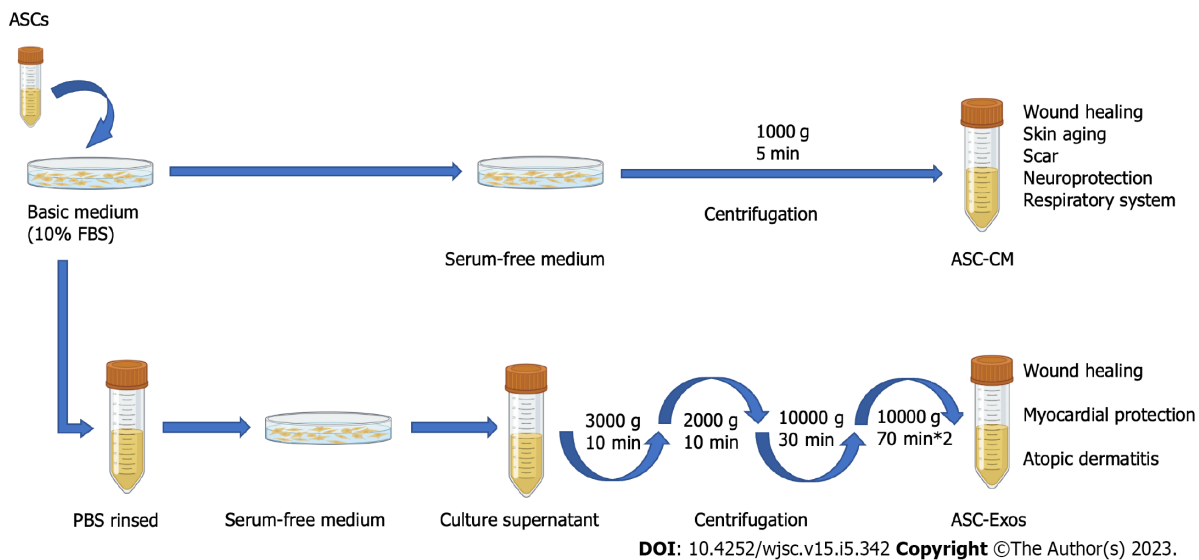 ASCs
Basic medium
(10% FBS)
Serum-free medium
1000 g
5 min
Centrifugation
ASC-CM
Wound healing
Skin aging
Scar
Neuroprotection
Respiratory system
PBS rinsed
Serum-free medium
Culture supernatant
3000 g
10 min
2000 g
10 min
10000 g
30 min
10000 g
70 min*2
Centrifugation
ASC-Exos
Wound healing
Myocardial protection
Atopic dermatitis
DOI: 10.4252/wjsc.v15.i5.342 Copyright ©The Author(s) 2023.